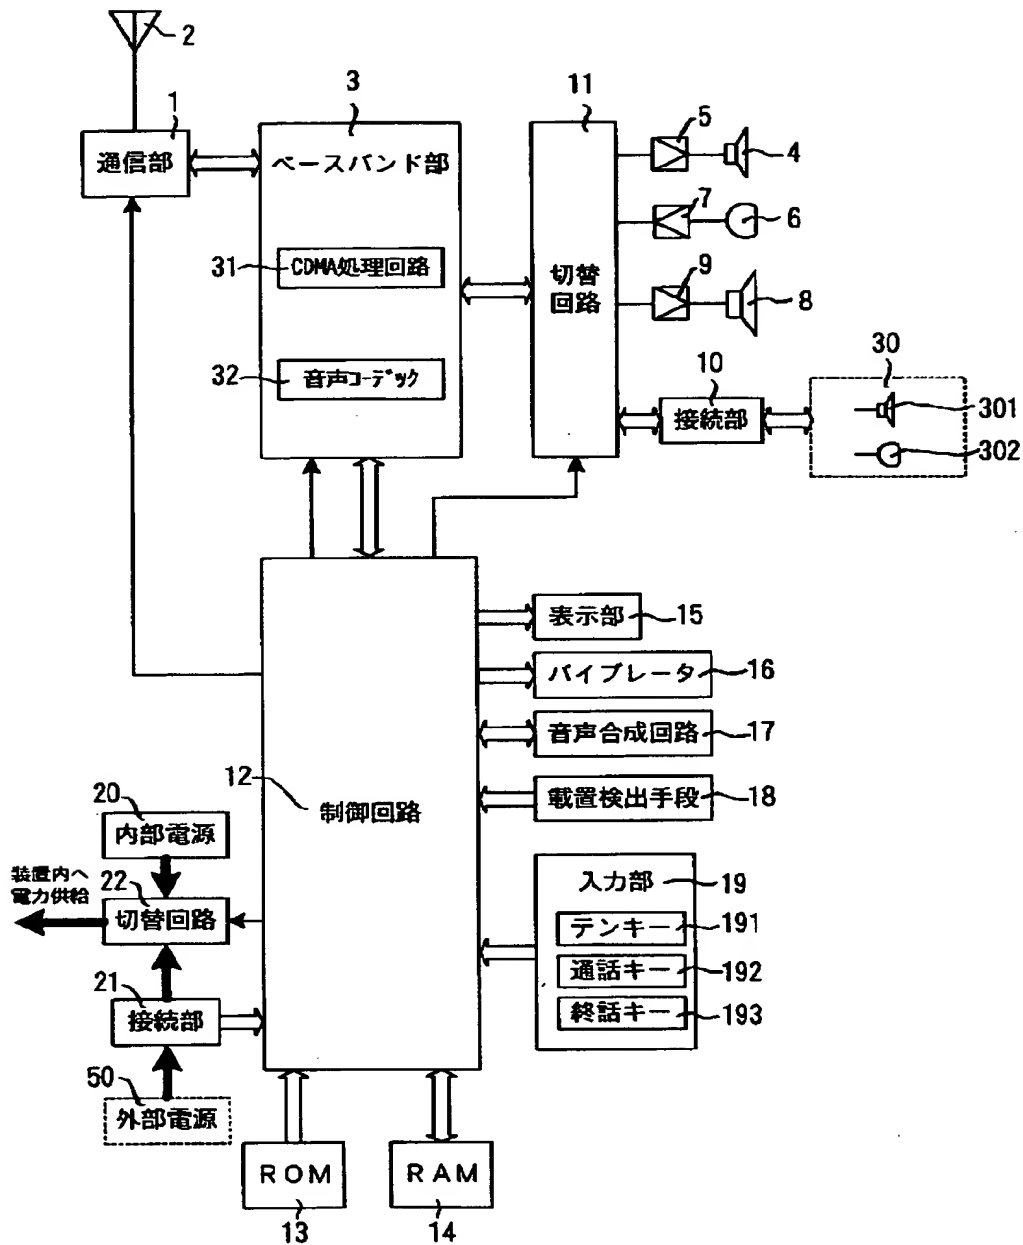 2
1
通信部
3
ベースバンド部
31
CDMA処理回路
32
音声コーデック
11
切替
回路
5
4
7
6
9
8
10
接続部
30
301
302
12
制御回路
表示部
15
バイブレータ
16
音声合成回路
17
載置検出手段
18
入力部
19
テンキー
191
通話キー
192
終話キー
193
20
内部電源
装置内へ
電力供給
22
切替回路
21
接続部
50
外部電源
ROM
13
RAM
14